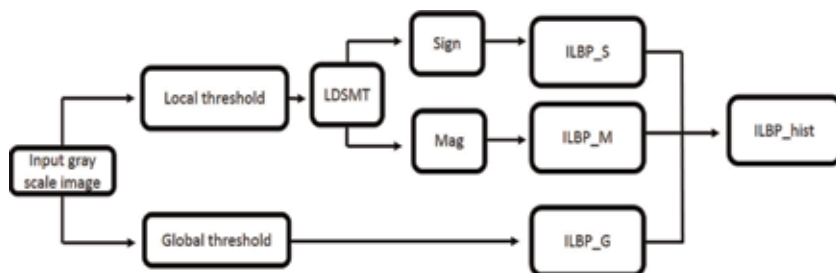 Sign
ILBP_S
Local threshold
LDSMT
ILBP_hist
Mag
ILBP_M
Input gray
scale image
Global threshold
ILBP_G